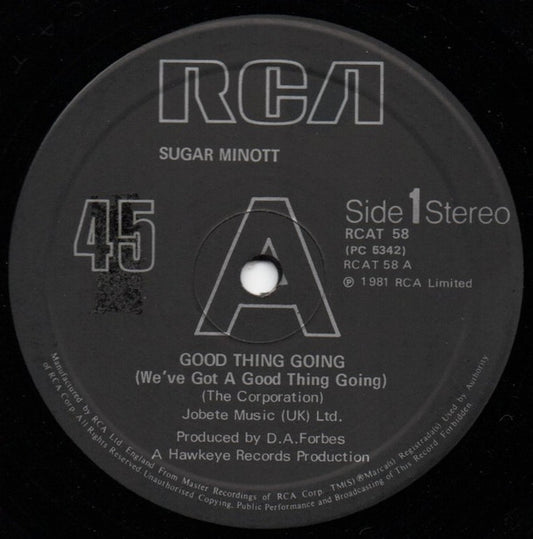 RCA
SUGAR MINOTT
45
A
Side 1 Stereo
RCAT 58
(PC 6342)
RCAT 58 A
Ⓟ 1981 RCA Limited
GOOD THING GOING
(We've Got A Good Thing Going)
(The Corporation)
Jobete Music (UK) Ltd.
Produced by D.A.Forbes
A Hawkeye Records Production
Manufactured by RCA, Ltd. England From Master Recordings of RCA Corp. TM(S)®Marca(s) Registrada(s) Used by Authority
of RCA Corp. All Rights Reserved Unauthorised Copying, Public Performance and Broadcasting of This Record Forbidden